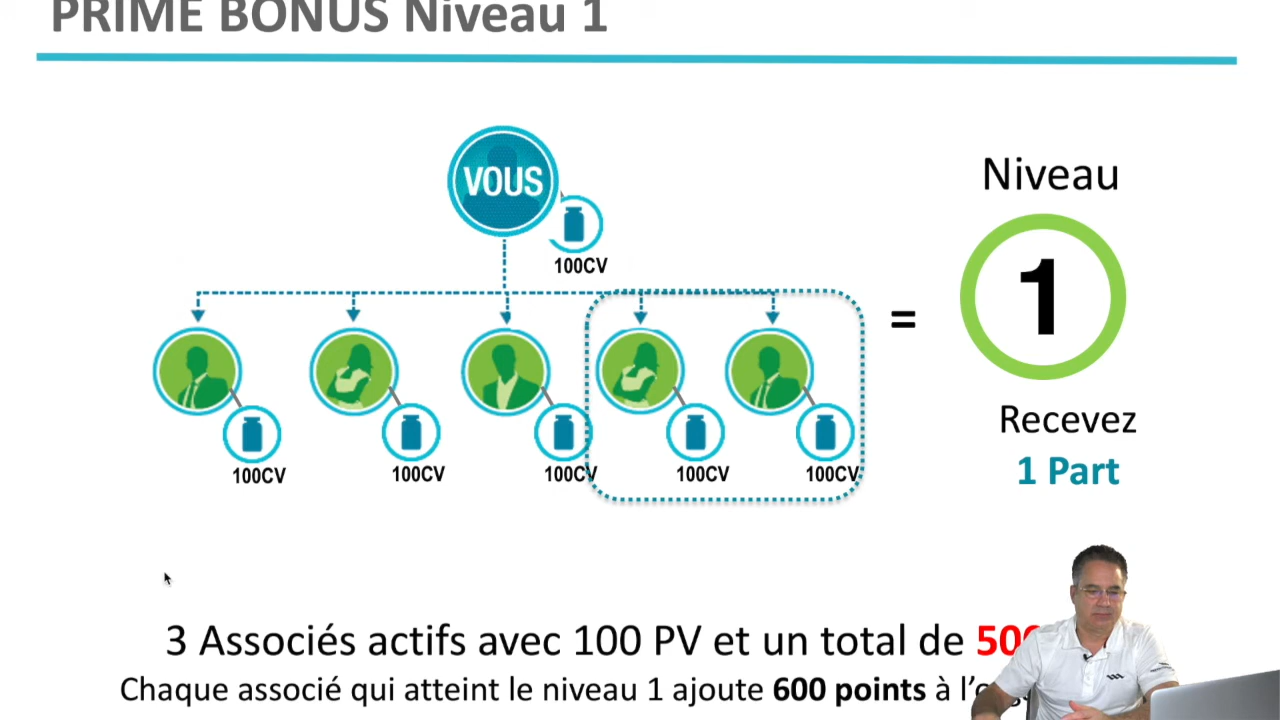 PRIME BONUS Niveau 1
VOUS
100CV
Niveau
1
=
100CV
100CV
100CV
100CV
100CV
Recevez
1 Part
3 Associés actifs avec 100 PV et un total de
Chaque associé qui atteint le niveau 1 ajoute 600 points à